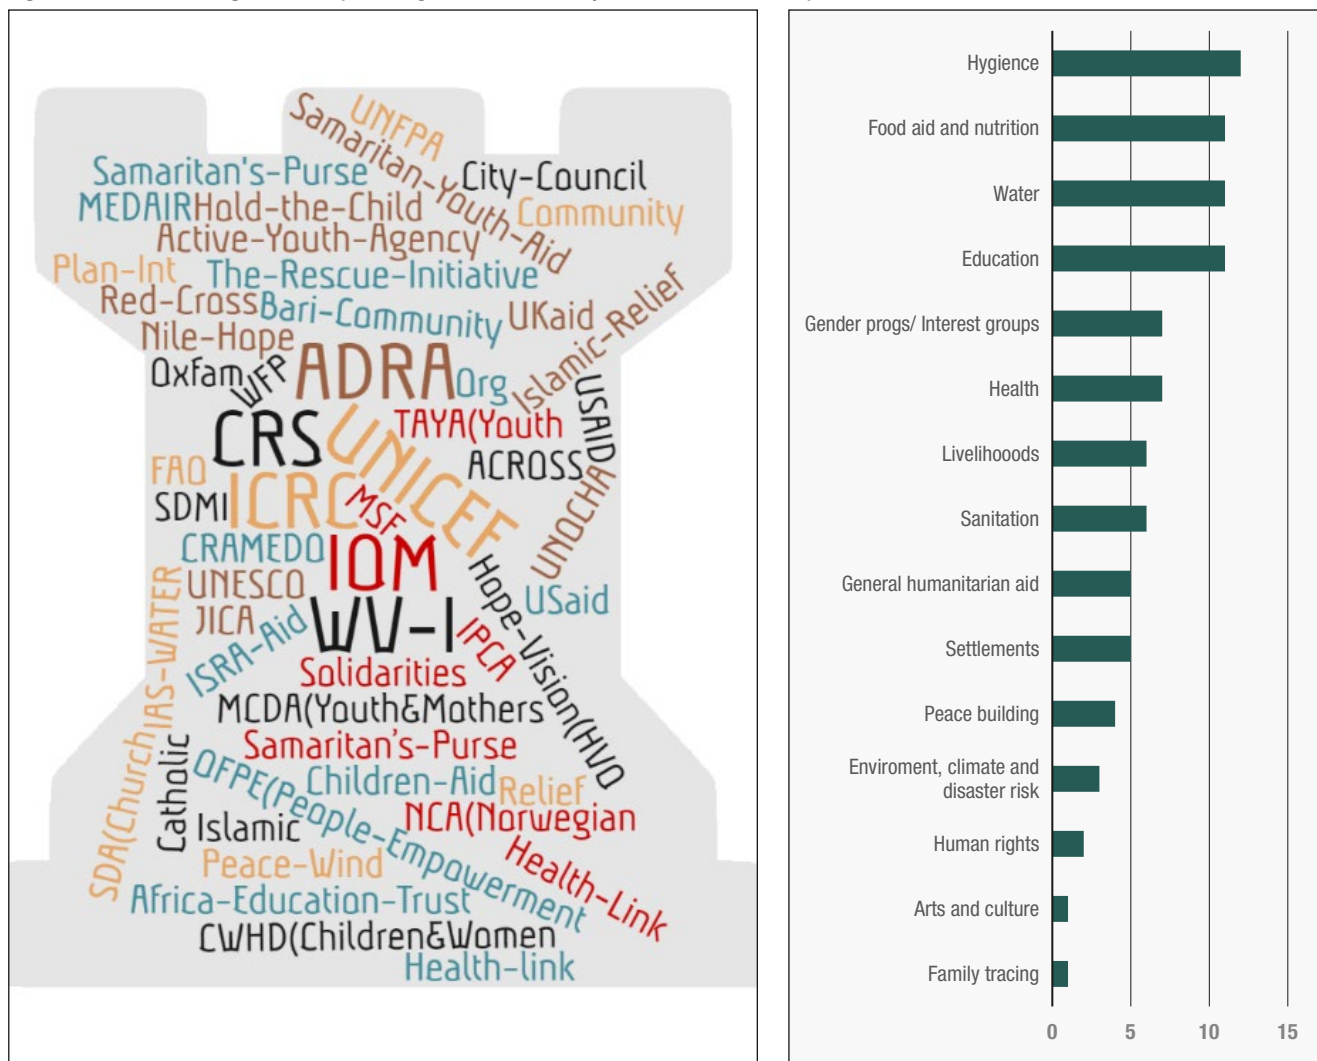 UNFPA
Samaritan-Youth-Aid
Samaritan's-Purse
City-Council
MEDAIR
Hold-the-Child
Community
Active-Youth-Agency
Plan-Int
The-Rescue-Initiative
Red-Cross
Bari-Community
UKaid
Islamic-Relief
Nile-Hope
Oxfam
WFP
ADRA
Org
USAID
CRS
UNICEF
TAYA(Youth
ACROSS
FAO
ICRC
MSF
UNOCHA
SDMI
CRAMEDO
IOM
UNESCO
Hope-Vision(HVO
USaid
JICA
ISRA-Aid
WV-I
IPCA
IAS-WATER
Solidarities
MCDA(Youth&Mothers
Samaritan's-Purse
SDA(Church
Catholic
OFPE(People-Empowerment
Children-Aid
Relief
Islamic
NCA(Norwegian
Peace-Wind
Health-Link
Africa-Education-Trust
CWHD(Children&Women
Health-link
Hygience
Food aid and nutrition
Water
Education
Gender progs/ Interest groups
Health
Livelihooods
Sanitation
General humanitarian aid
Settlements
Peace building
Enviroment, climate and
disaster risk
Human rights
Arts and culture
Family tracing
0 5 10 15